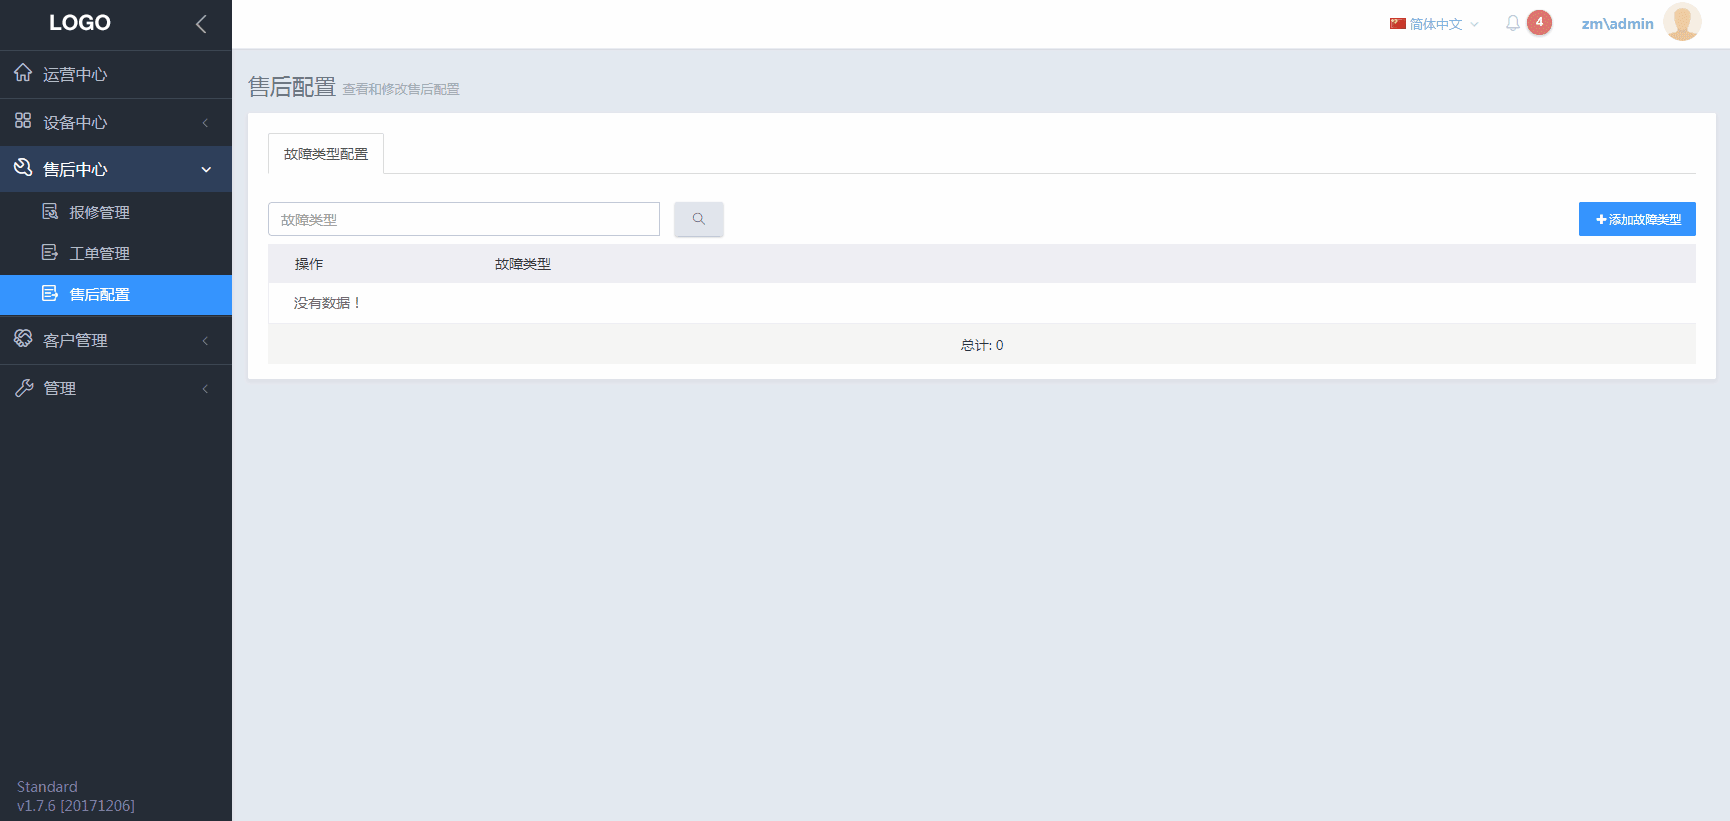 LOGO
简体中文
4
zm\admin
运营中心
设备中心
售后中心
报修管理
工单管理
售后配置
客户管理
管理
Standard
v1.7.6 [20171206]
售后配置 查看和修改售后配置
故障类型配置
故障类型
添加故障类型
操作 故障类型
没有数据！
总计: 0